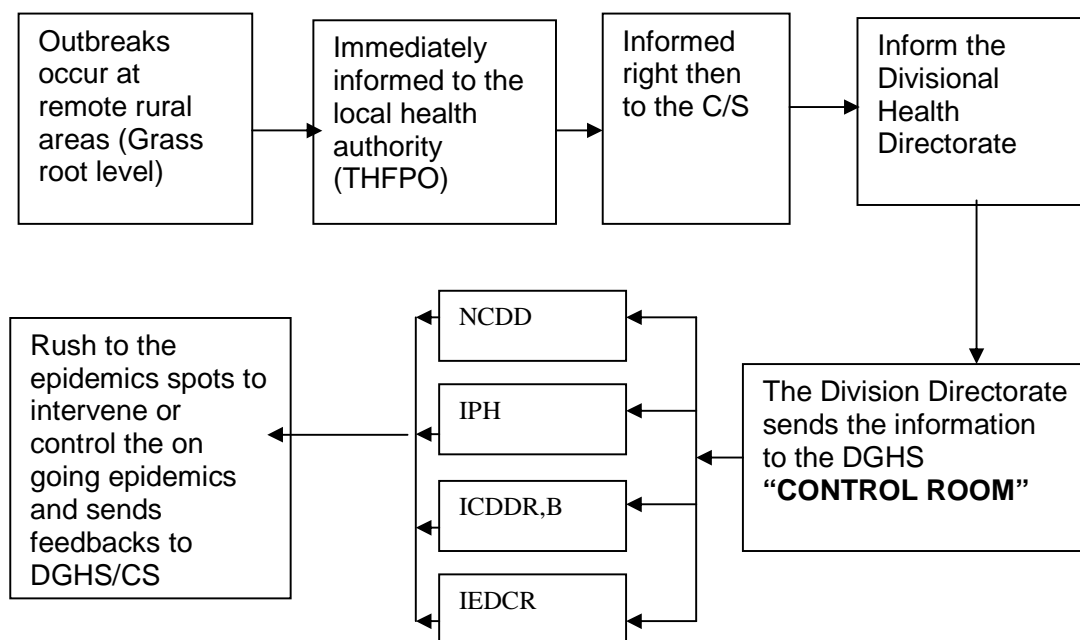 Outbreaks
occur at
remote rural
areas (Grass
root level)
Immediately
informed to the
local health
authority
(THFPO)
Informed
right then
to the C/S
Inform the
Divisional
Health
Directorate
The Division Directorate
sends the information
to the DGHS
“CONTROL ROOM”
NCDD
IPH
ICDDR,B
IEDCR
Rush to the
epidemics spots to
intervene or
control the on
going epidemics
and sends
feedbacks to
DGHS/CS